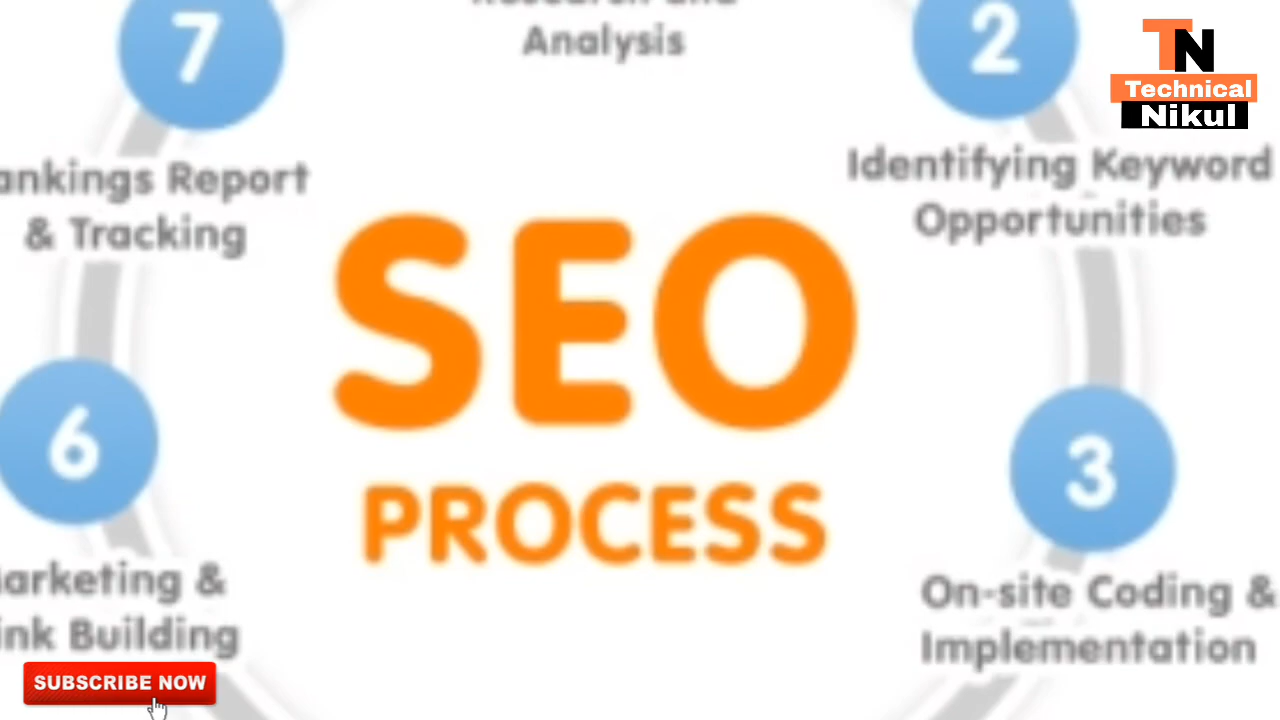 Analysis
7
2
TN
Technical
Nikul
ankings Report
& Tracking
Identifying Keyword
Opportunities
SEO
PROCESS
6
3
arketing &
ink Building
On-site Coding &
Implementation
SUBSCRIBE NOW